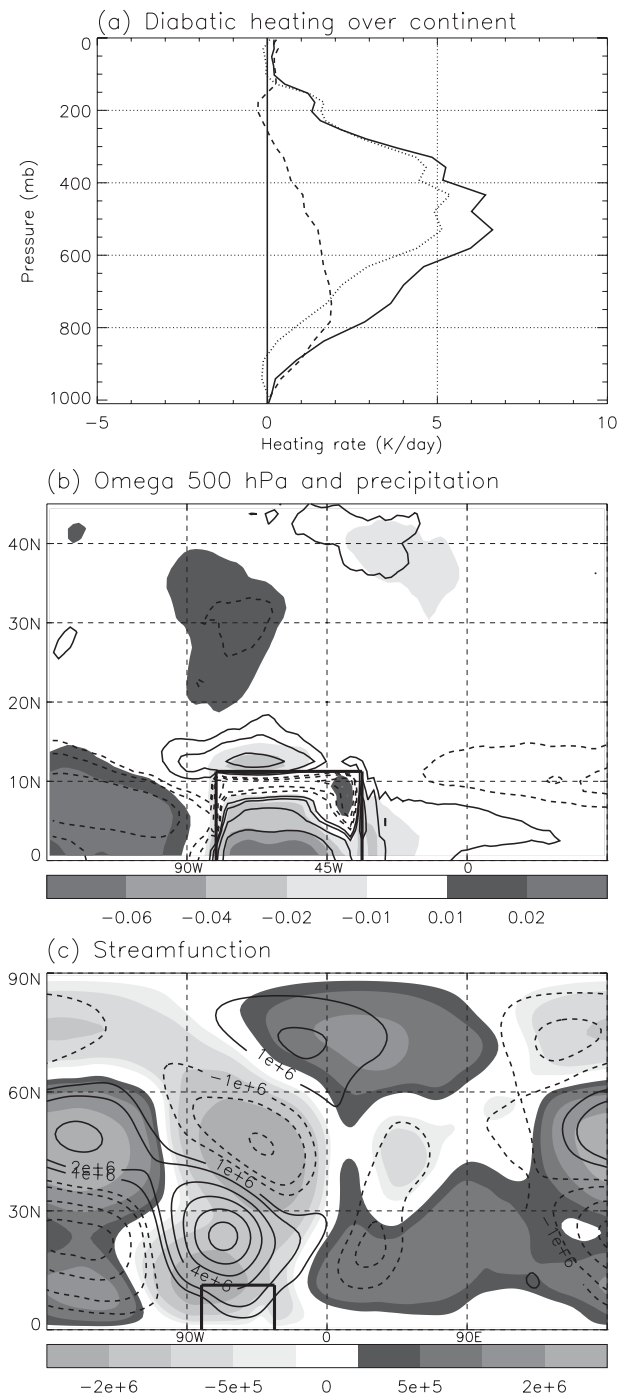 (a) Diabatic heating over continent
0
200
400
600
800
1000
Pressure (mb)
-5 0 5 10
Heating rate (K/day)
(b) Omega 500 hPa and precipitation
40N
30N
20N
10N
0
90W 45W 0
-0.06 -0.04 -0.02 -0.01 0.01 0.02
(c) Streamfunction
90N
60N
30N
0
1e+6
-1e+6
1e+6
2e+6
4e+6
-1e+6
90W 0 90E
-2e+6 -5e+5 0 5e+5 2e+6